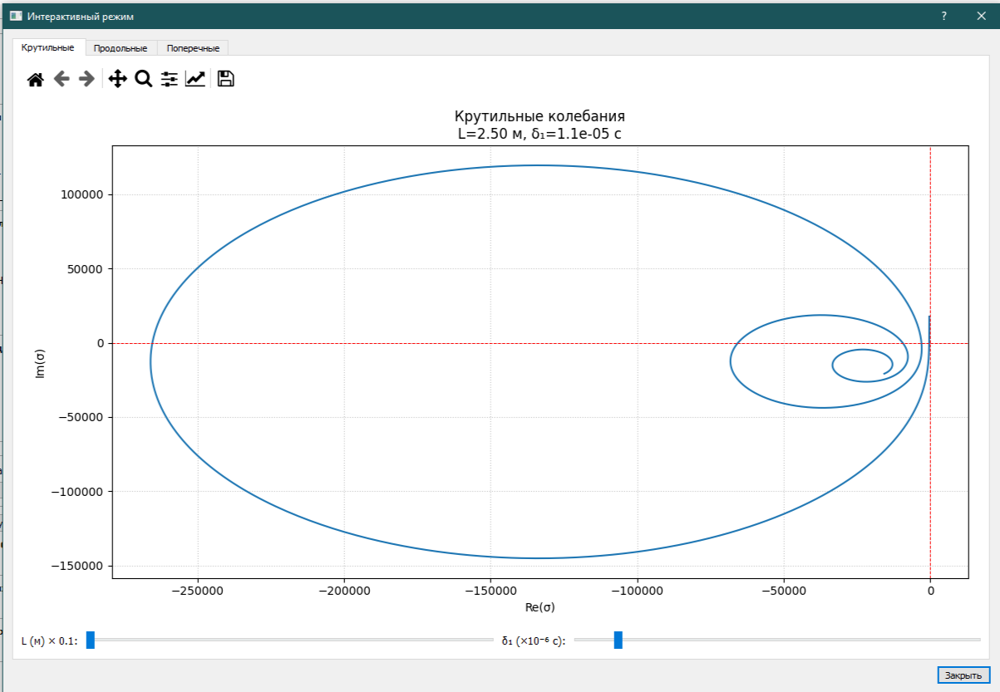 Интерактивный режим
? ×
Крутильные Продольные Поперечные
Крутильные колебания
L=2.50 м, δ₁=1.1e-05 с
100000
50000
0
−50000
−100000
−150000
Im(σ)
−250000 −200000 −150000 −100000 −50000 0
Re(σ)
L (м) × 0.1: δ₁ (×10⁻⁶ с):
Закрыть